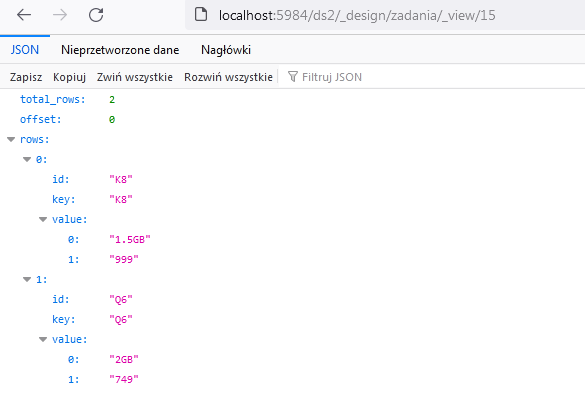 localhost:5984/ds2/_design/zadania/_view/15
JSON Nieprzetworzone dane Nagłówki
Zapisz Kopiuj Zwiń wszystkie Rozwiń wszystkie Filtruj JSON
total_rows: 2
offset: 0
rows:
0:
id: "K8"
key: "K8"
value:
0: "1.5GB"
1: "999"
1:
id: "Q6"
key: "Q6"
value:
0: "2GB"
1: "749"